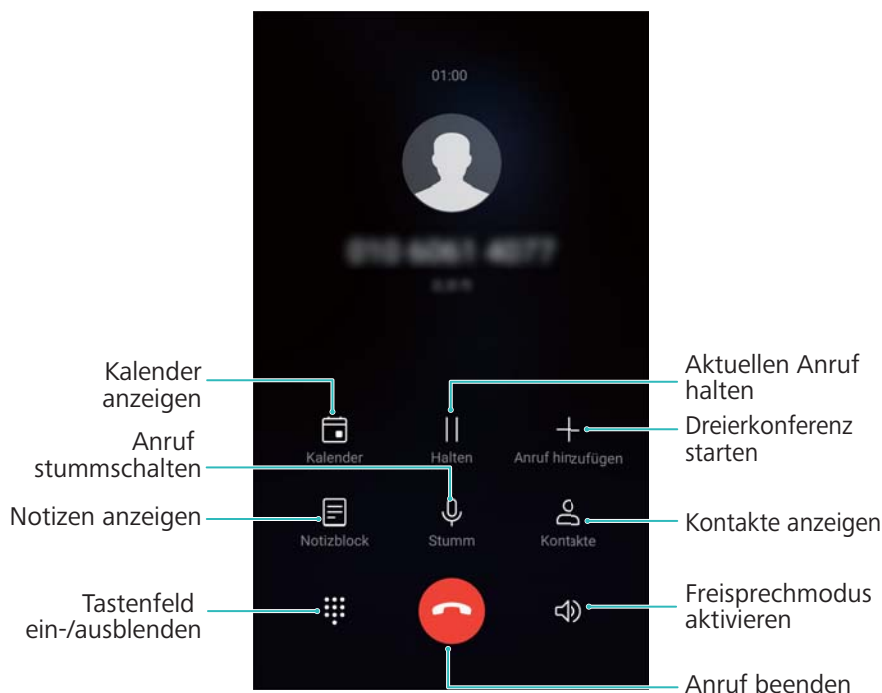 01:00
Kalender
anzeigen
Aktuellen Anruf
halten
Anruf
stummschalten
Dreierkonferenz
starten
Kalender
Halten
Anruf hinzufügen
Notizen anzeigen
Kontakte anzeigen
Notizblock
Stumm
Kontakte
Tastenfeld
ein-/ausblenden
Freisprechmodus
aktivieren
Anruf beenden